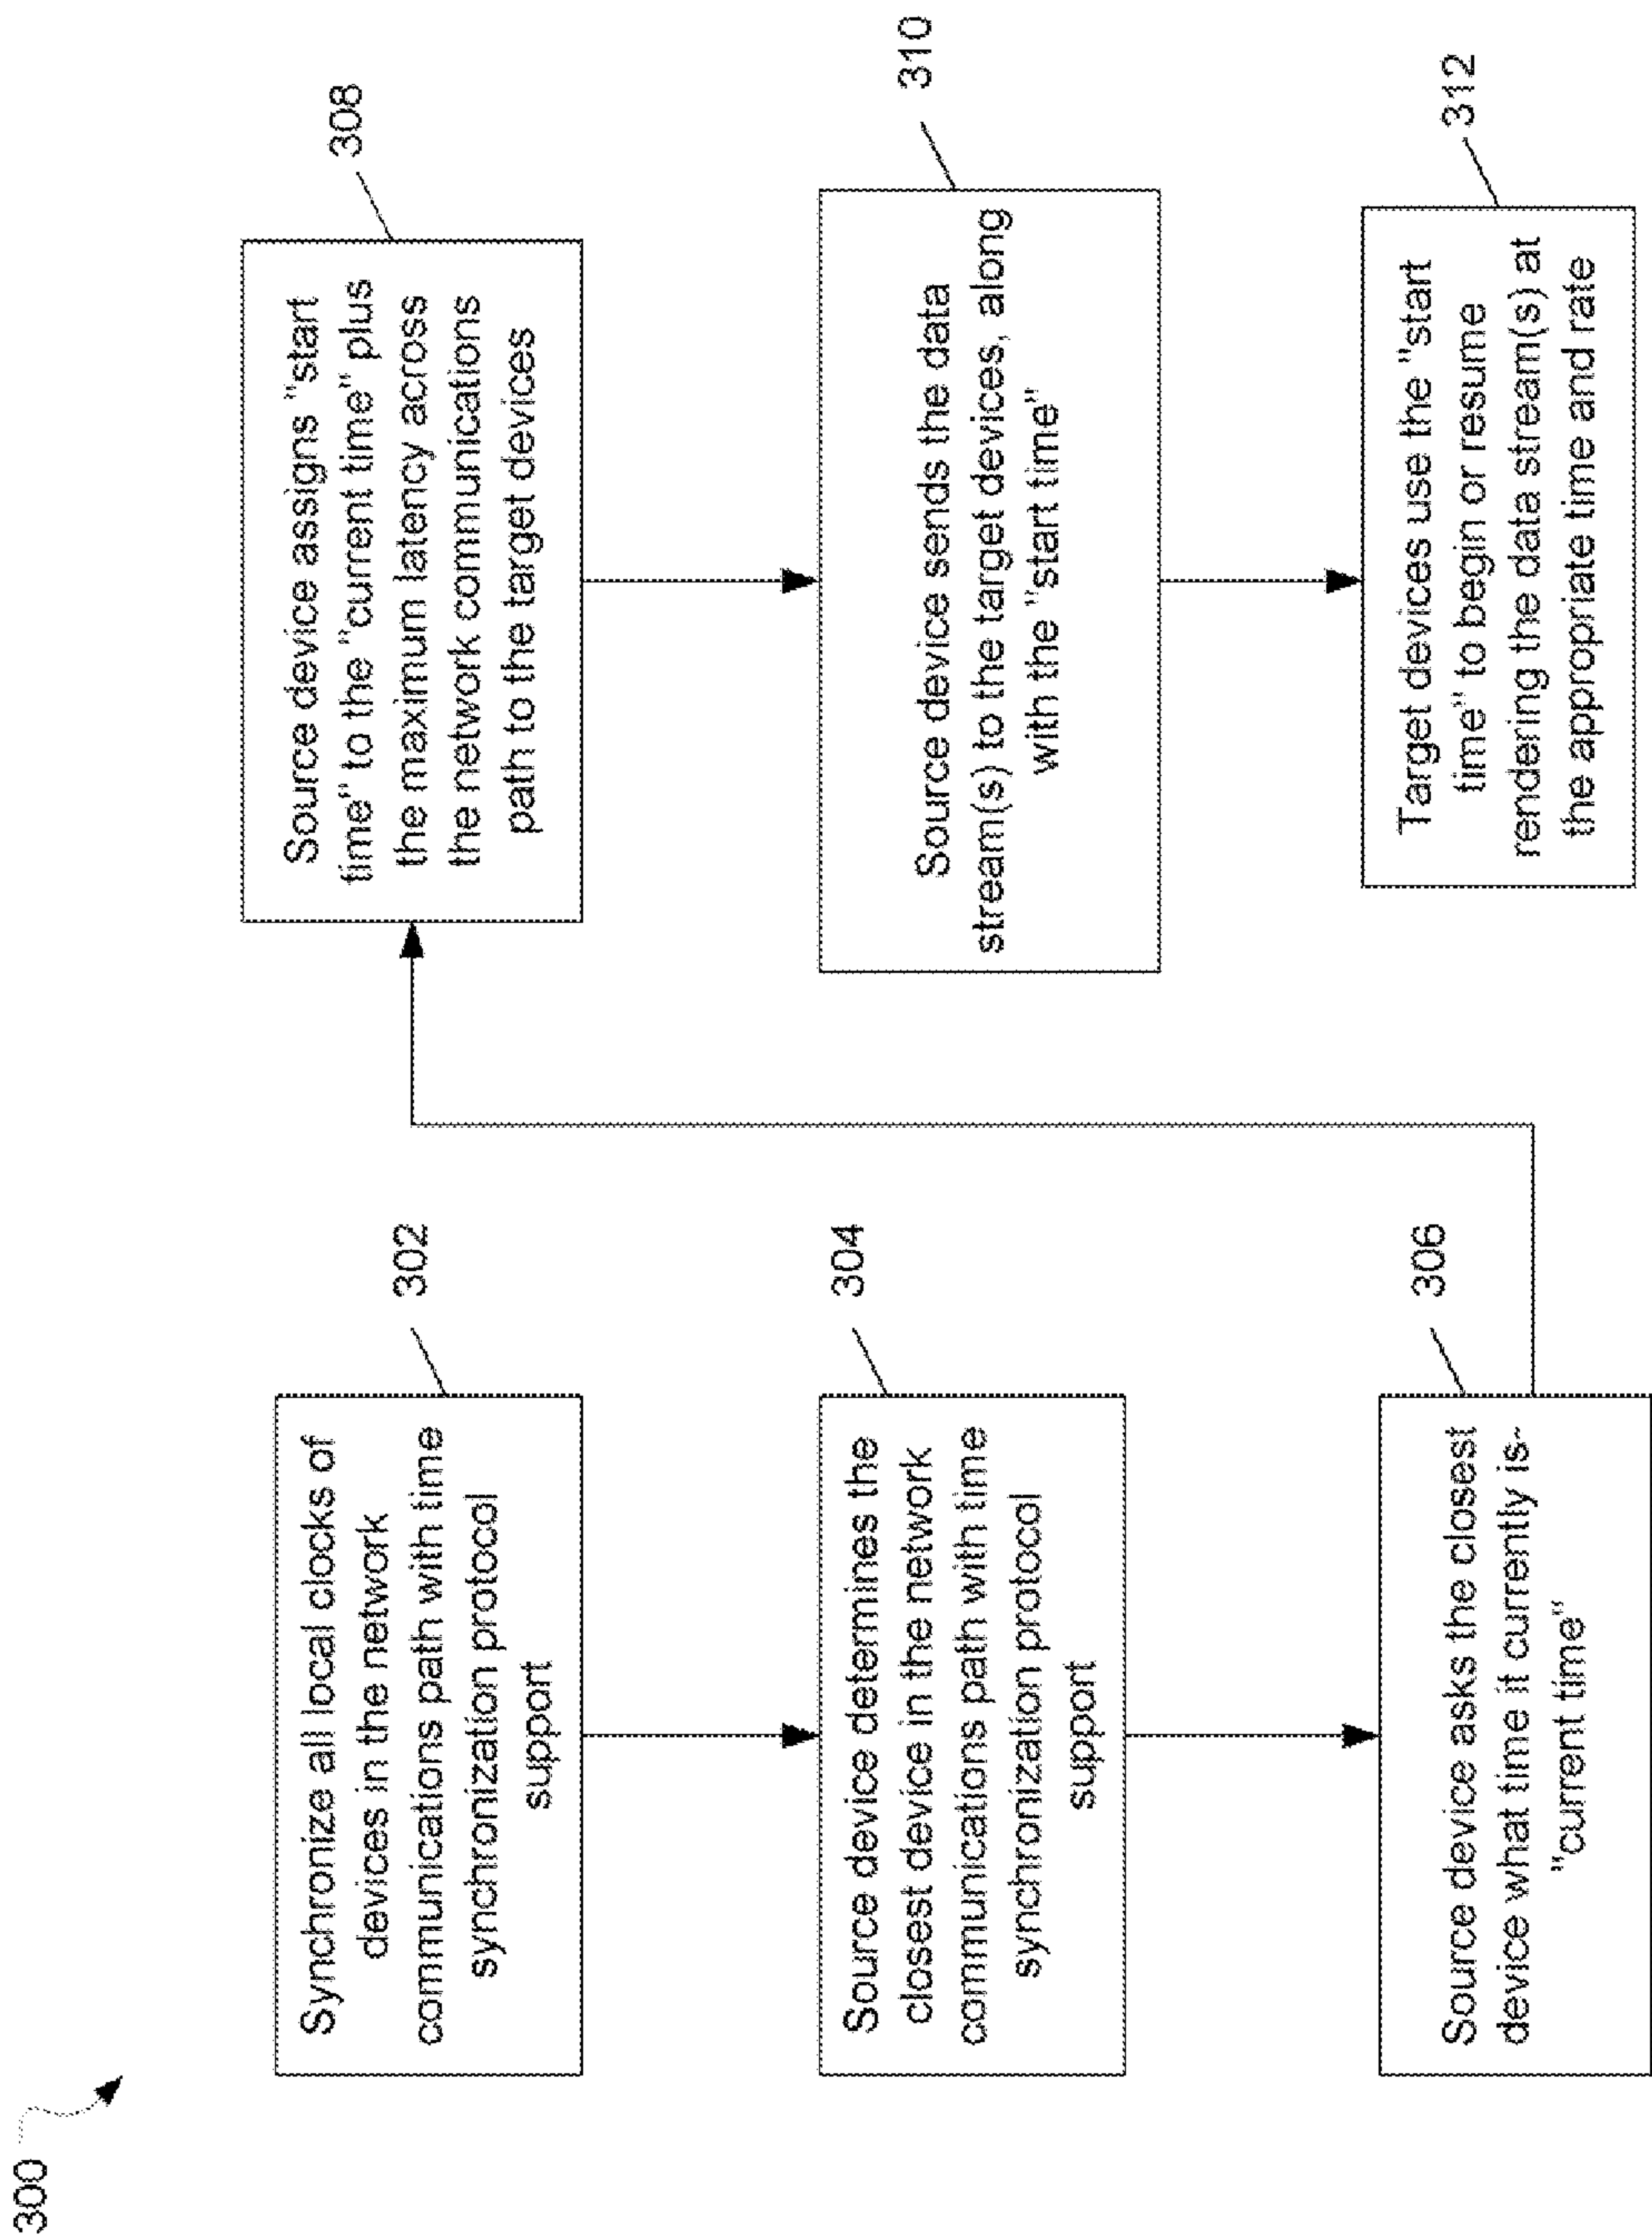 300
Synchronize all local clocks of
devices in the network
communications path with time
synchronization protocol
support
302
Source device determines the
closest device in the network
communications path with time
synchronization protocol
support
304
Source device asks the closest
device what time it currently is-
"current time"
306
Source device assigns "start
time" to the "current time" plus
the maximum latency across
the network communications
path to the target devices
308
Source device sends the data
stream(s) to the target devices, along
with the "start time"
310
Target devices use the "start
time" to begin or resume
rendering the data stream(s) at
the appropriate time and rate
312